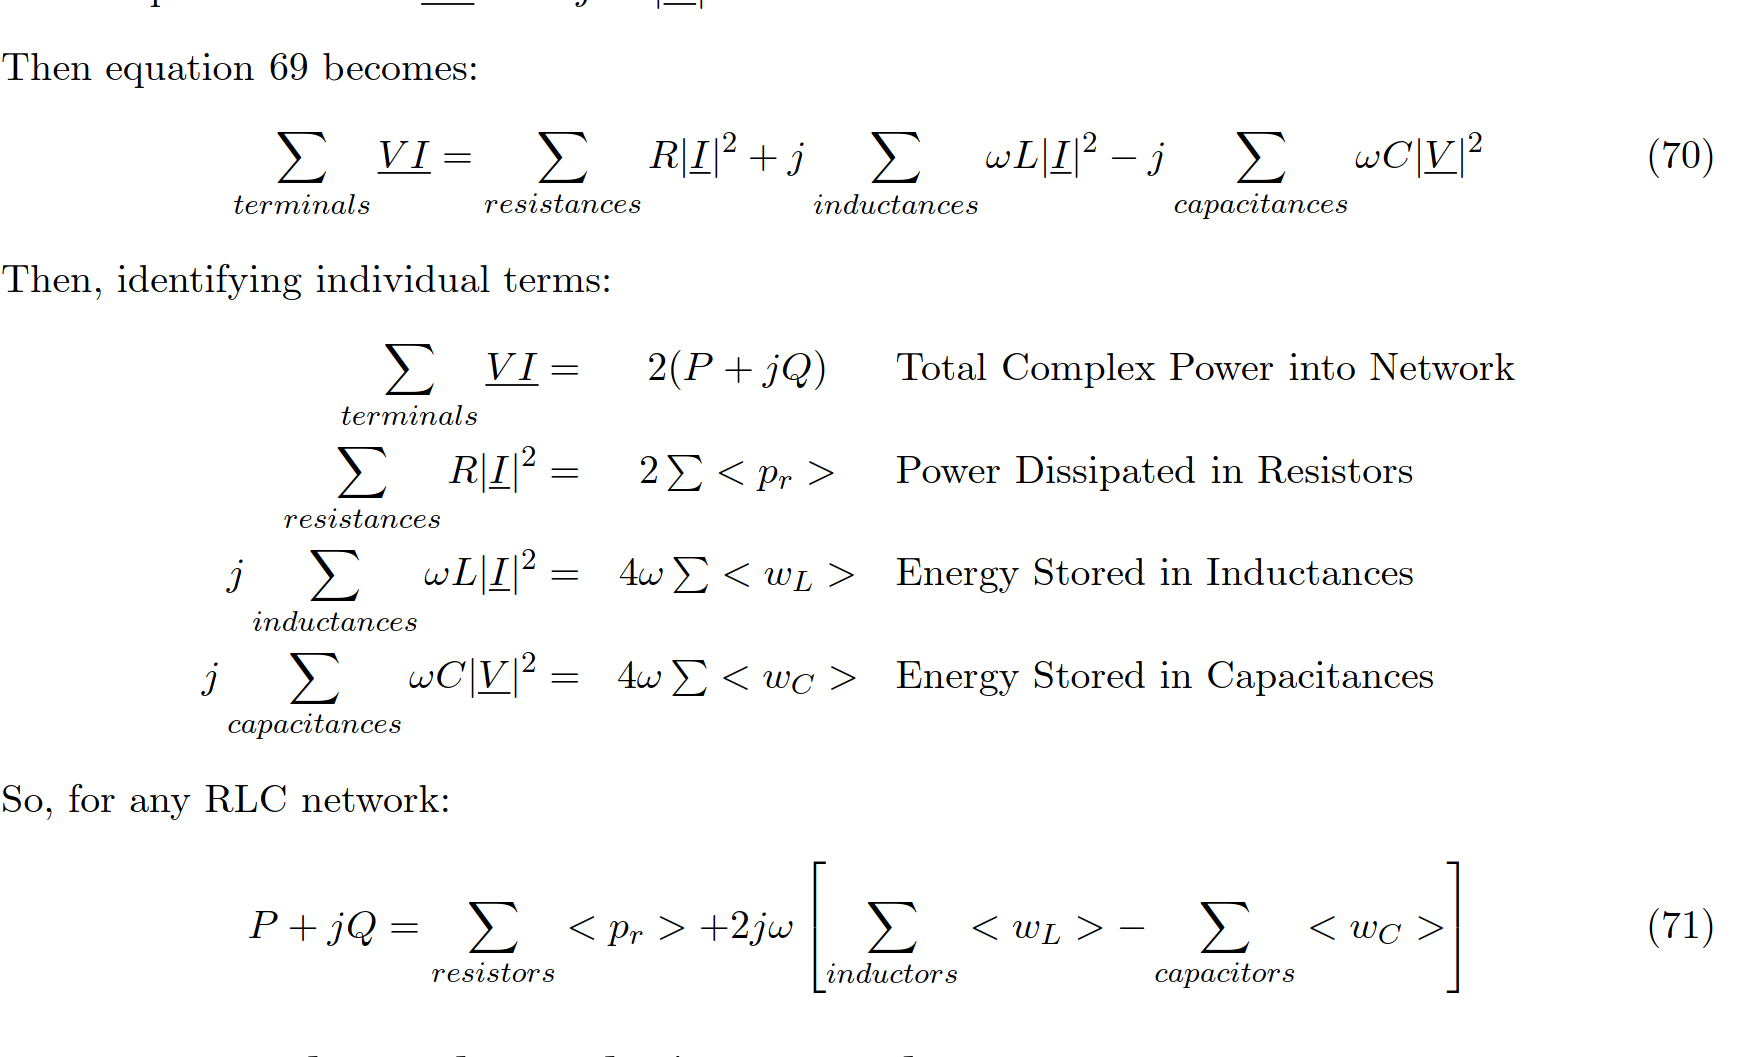 Then equation 69 becomes:
∑_{terminals} V̲I̲ = ∑_{resistances} R|I̲|² + j ∑_{inductances} ωL|I̲|² − j ∑_{capacitances} ωC|V̲|² (70)
Then, identifying individual terms:
∑_{terminals} V̲I̲ = 2(P + jQ) Total Complex Power into Network
∑_{resistances} R|I̲|² = 2 ∑ < p_r > Power Dissipated in Resistors
j ∑_{inductances} ωL|I̲|² = 4ω ∑ < w_L > Energy Stored in Inductances
j ∑_{capacitances} ωC|V̲|² = 4ω ∑ < w_C > Energy Stored in Capacitances
So, for any RLC network:
P + jQ = ∑_{resistors} < p_r > +2jω [ ∑_{inductors} < w_L > − ∑_{capacitors} < w_C > ] (71)